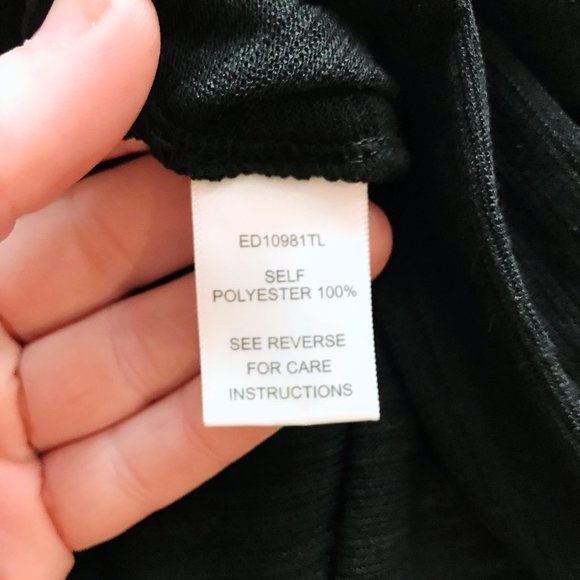 ED10981TL
SELF
POLYESTER 100%
SEE REVERSE
FOR CARE
INSTRUCTIONS